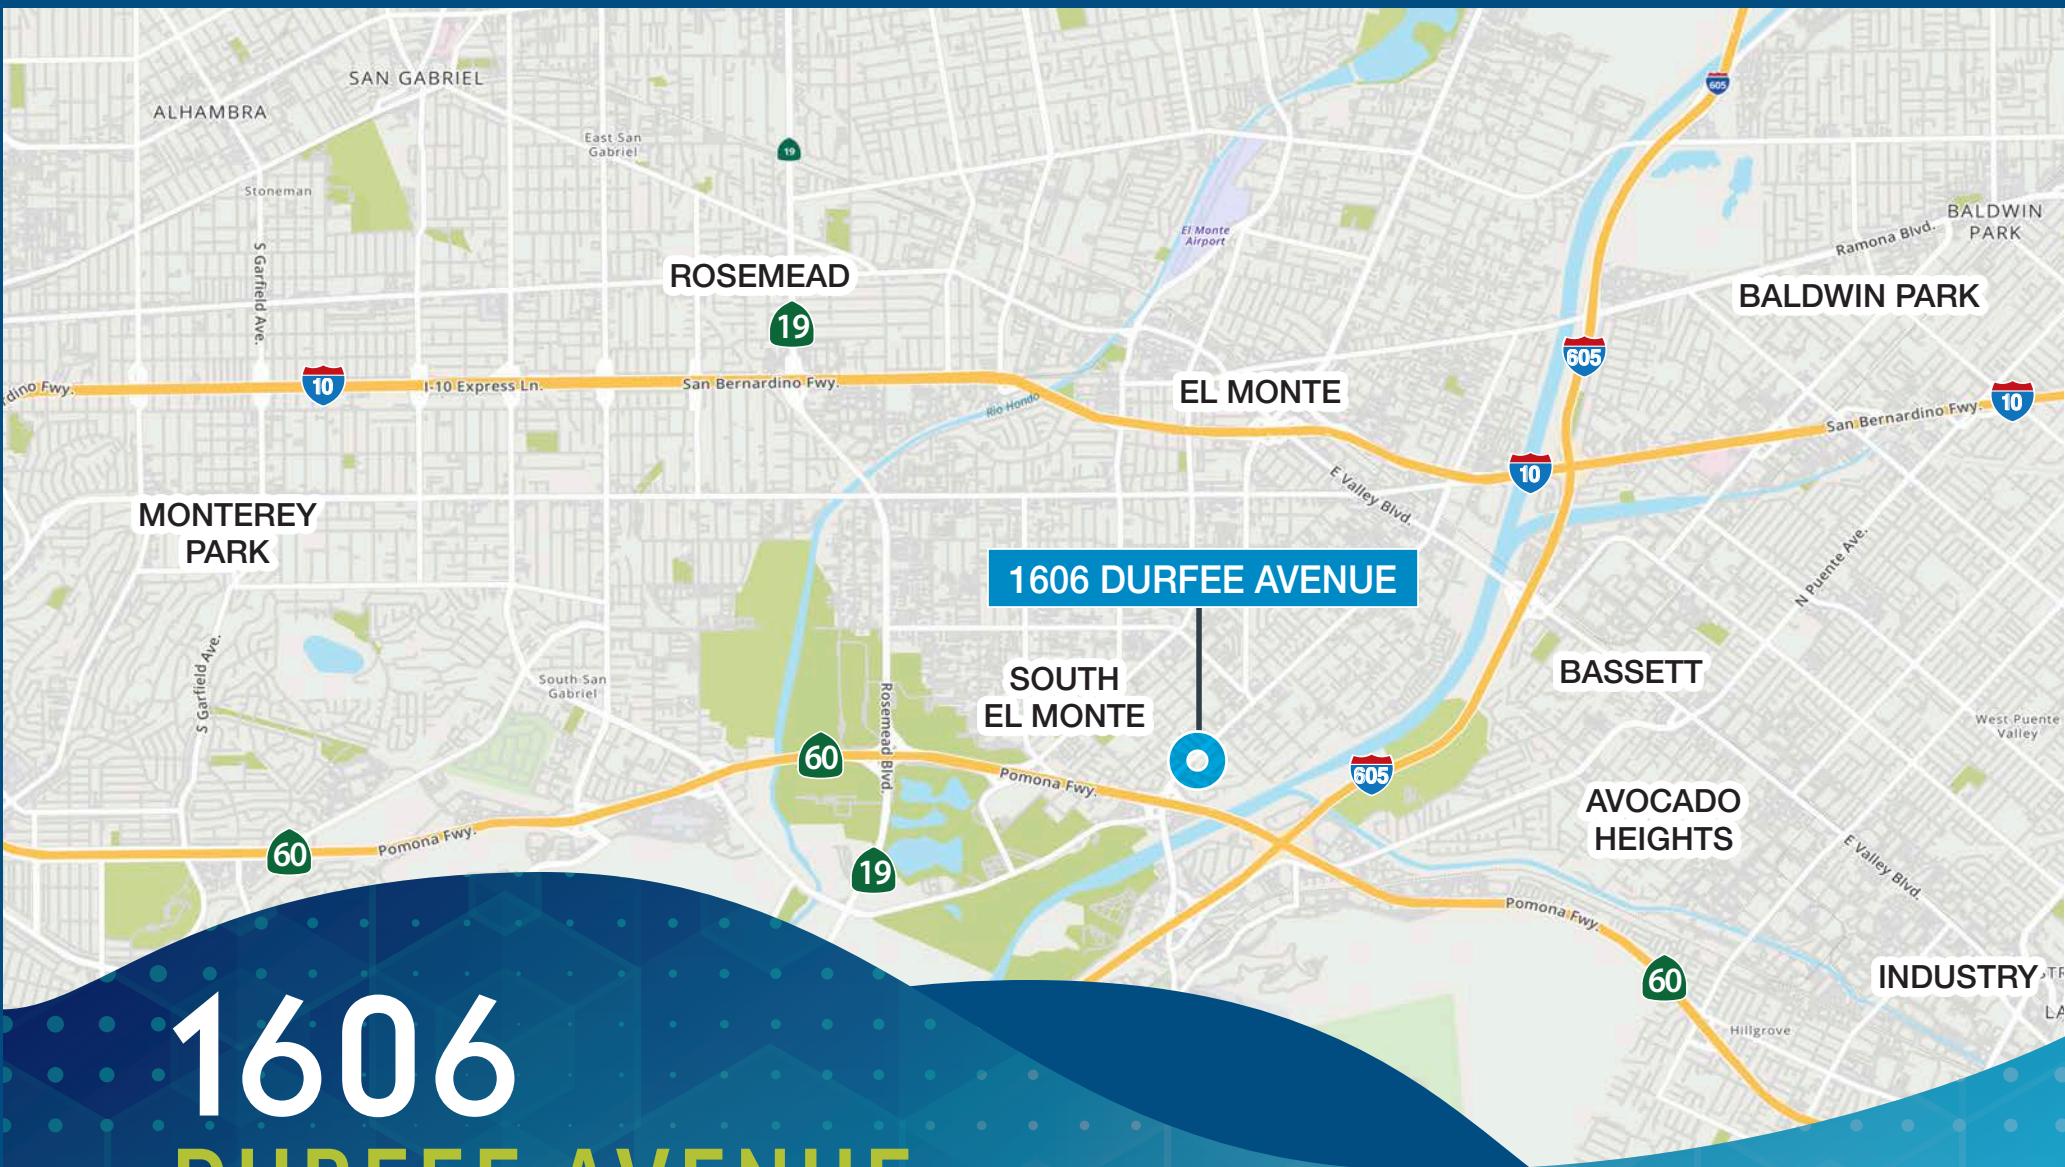 SAN GABRIEL
ALHAMBRA
East San
Gabriel
19
605
Stoneman
BALDWIN
PARK
Ramona Blvd.
El Monte
Airport
S Garfield Ave.
ROSEMEAD
19
BALDWIN PARK
605
10
rdino Fwy.
I-10 Express Ln.
San Bernardino Fwy.
EL MONTE
Rio Hondo
San Bernardino Fwy.
10
10
E Valley Blvd.
MONTEREY
PARK
1606 DURFEE AVENUE
N Puente Ave.
S Garfield Ave.
South San
Gabriel
Rosemead Blvd.
SOUTH
EL MONTE
BASSETT
West Puente
Valley
60
Pomona Fwy.
605
AVOCADO
HEIGHTS
60
Pomona Fwy.
19
E Valley Blvd.
Pomona Fwy.
60
INDUSTRY
Hillgrove
1606
DURFEE AVENUE